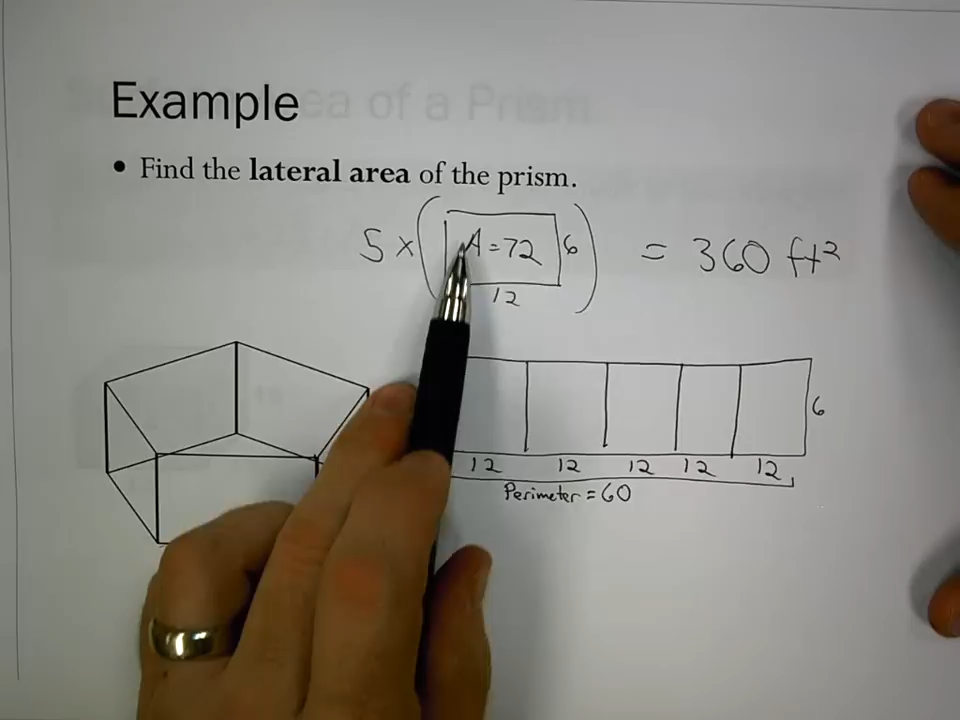 Example
• Find the lateral area of the prism.
5 × ( A = 72 6 ) = 360 ft²
12
6
12 12 12 12 12
Perimeter = 60